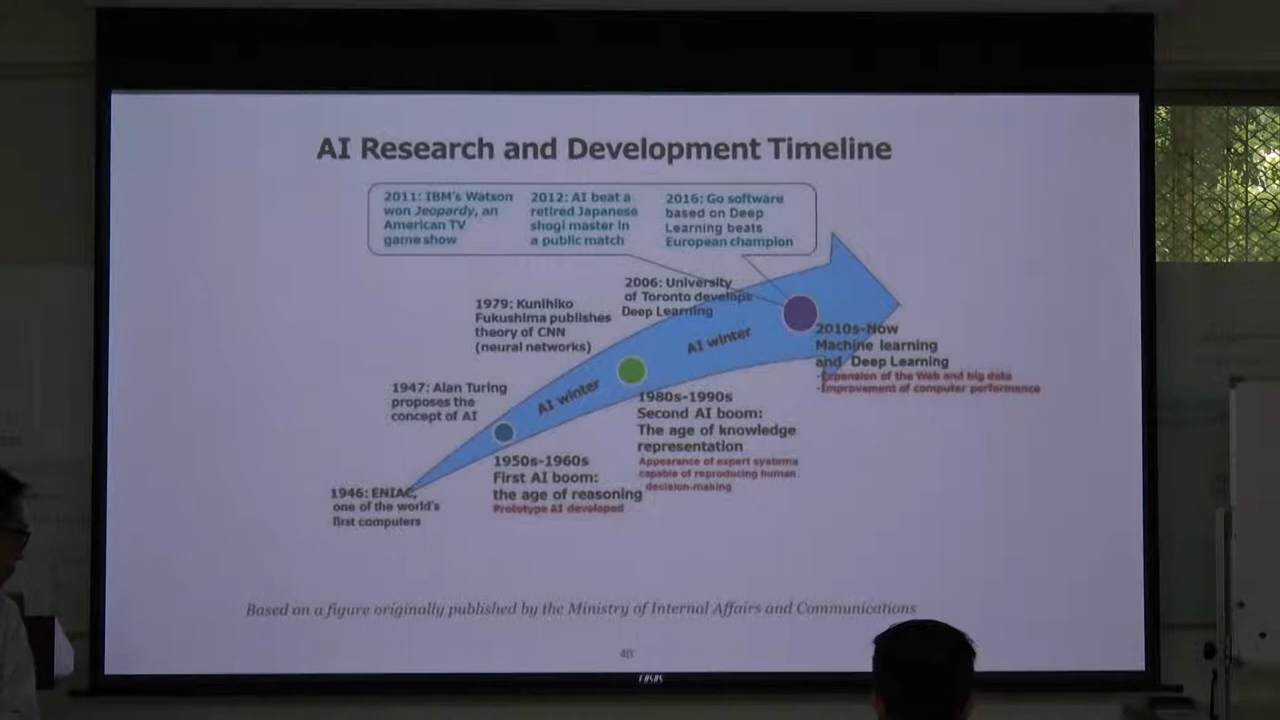 AI Research and Development Timeline
2011: IBM's Watson
won Jeopardy, an
American TV
game show
2012: AI beat a
retired Japanese
shogi master in
a public match
2016: Go software
based on Deep
Learning beats
European champion
2006: University
of Toronto develops
Deep Learning
1979: Kunihiko
Fukushima publishes
theory of CNN
(neural networks)
1947: Alan Turing
proposes the
concept of AI
1946: ENIAC,
one of the world's
first computers
AI winter
AI winter
1950s-1960s
First AI boom:
the age of reasoning
Prototype AI developed
1980s-1990s
Second AI boom:
The age of knowledge
representation
Appearance of expert systems
capable of reproducing human
decision-making
2010s-Now
Machine learning
and Deep Learning
-Expansion of the Web and big data
-Improvement of computer performance
Based on a figure originally published by the Ministry of Internal Affairs and Communications